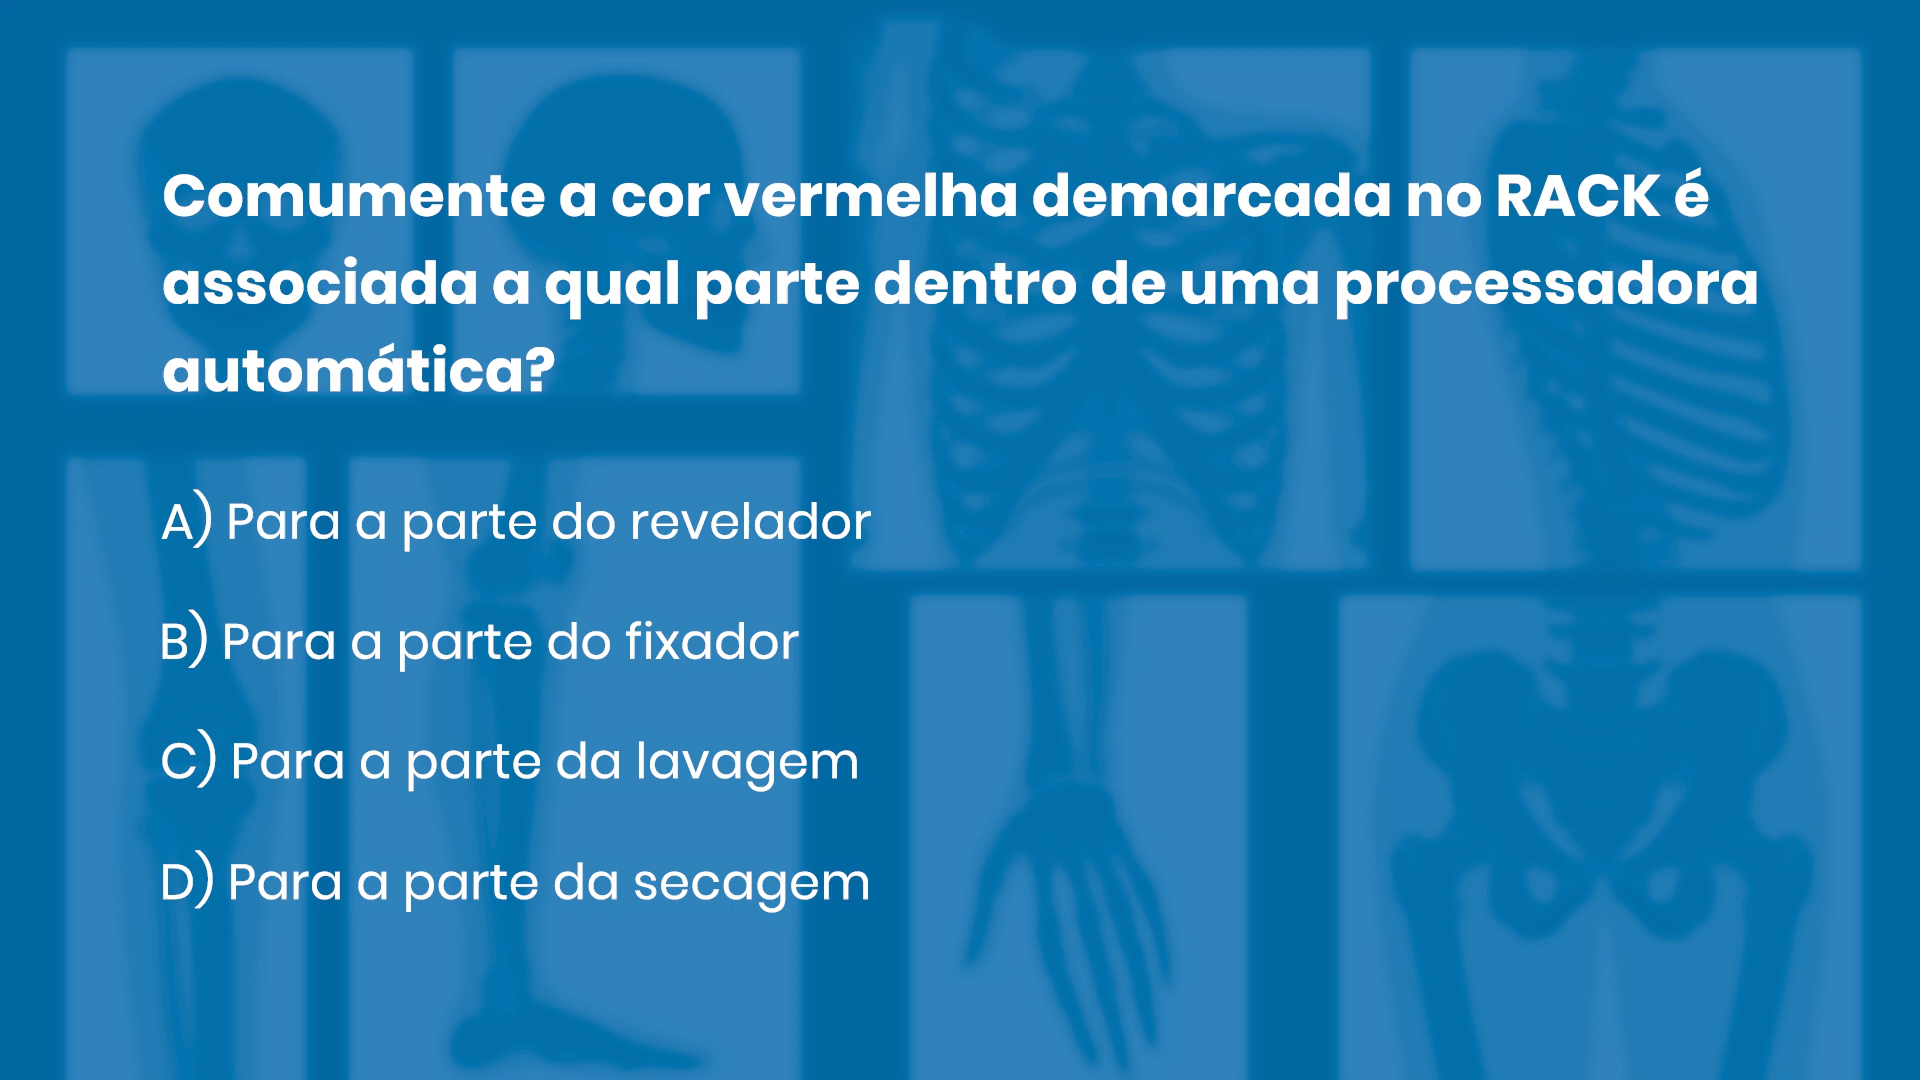 Comumente a cor vermelha demarcada no RACK é
associada a qual parte dentro de uma processadora
automática?
A) Para a parte do revelador
B) Para a parte do fixador
C) Para a parte da lavagem
D) Para a parte da secagem